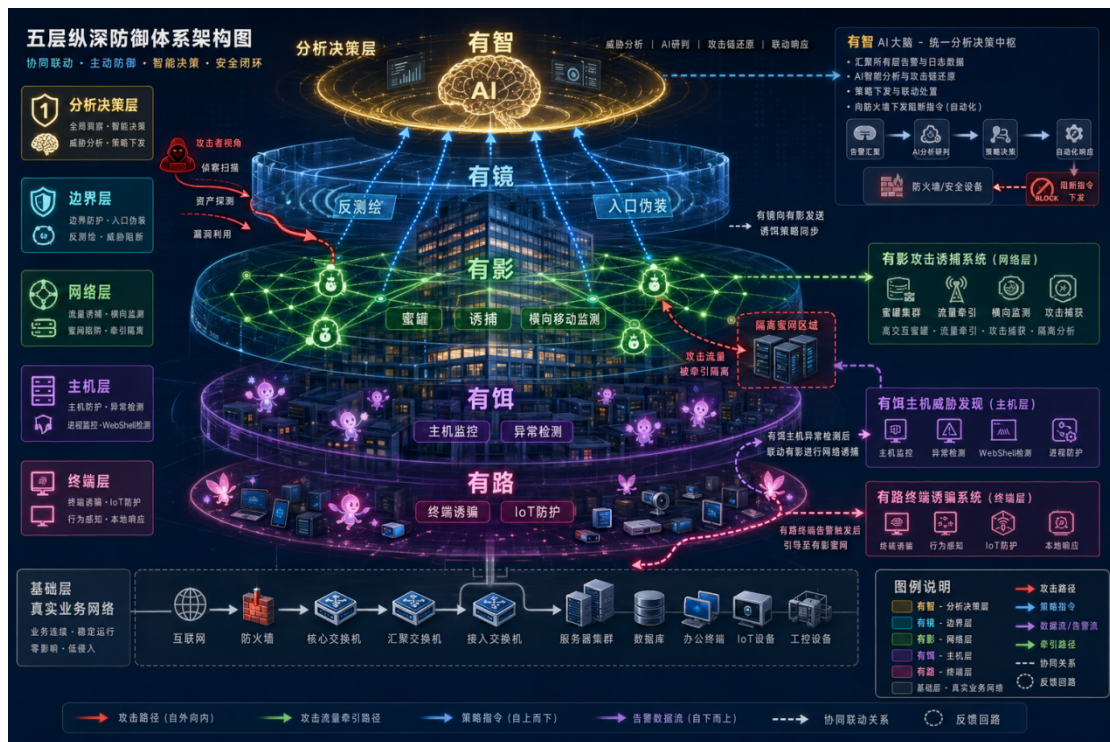 五层纵深防御体系架构图
协同联动 · 主动防御 · 智能决策 · 安全闭环
1
分析决策层
全局洞察 · 智能决策
威胁分析 · 策略下发
边界层
边界防护 · 入口伪装
反测绘 · 威胁阻断
网络层
流量诱捕 · 横向监测
蜜网陷阱 · 牵引隔离
主机层
主机防护 · 异常检测
进程监控 · WebShell检测
终端层
终端诱骗 · IoT防护
行为感知 · 本地响应
分析决策层
有智
威胁分析 | AI研判 | 攻击链还原 | 联动响应
AI
攻击者视角
侦察扫描
资产探测
漏洞利用
有镜
反测绘
入口伪装
有镜向有影发送
诱饵策略同步
有影
蜜罐
诱捕
横向移动监测
攻击流量
被牵引隔离
隔离蜜网区域
有饵
主机监控
异常检测
有饵主机异常检测后
联动有影进行网络诱捕
有路
终端诱骗
IoT防护
有路终端告警触发后
引导至有影蜜网
有智 AI大脑 - 统一分析决策中枢
• 汇聚所有层告警与日志数据
• AI智能分析与攻击链还原
• 策略下发与联动处置
• 向防火墙下发阻断指令(自动化)
告警汇聚
AI分析研判
策略决策
自动化响应
防火墙/安全设备
BLOCK
阻断指令
下发
有影攻击诱捕系统 (网络层)
蜜罐集群
流量牵引
横向监测
攻击捕获
高交互蜜罐 · 流量牵引 · 攻击捕获 · 隔离分析
有饵主机威胁发现 (主机层)
主机监控
异常检测
WebShell检测
进程防护
有路终端诱骗系统 (终端层)
终端诱骗
行为感知
IoT防护
本地响应
基础层
真实业务网络
业务连续 · 稳定运行
零影响 · 低侵入
互联网
防火墙
核心交换机
汇聚交换机
接入交换机
服务器集群
数据库
办公终端
IoT设备
工控设备
图例说明
有智 - 分析决策层
有镜 - 边界层
有影 - 网络层
有饵 - 主机层
有路 - 终端层
基础层 - 真实业务网络
攻击路径
策略指令
数据流/告警流
牵引路径
协同关系
反馈回路
攻击路径 (自外向内)
攻击流量牵引路径
策略指令 (自上而下)
告警数据流 (自下而上)
协同联动关系
反馈回路